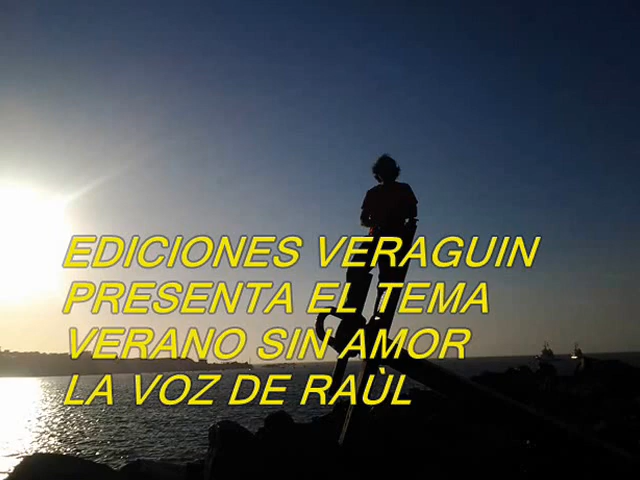 EDICIONES VERAGUIN
PRESENTA EL TEMA
VERANO SIN AMOR
LA VOZ DE RAÙL